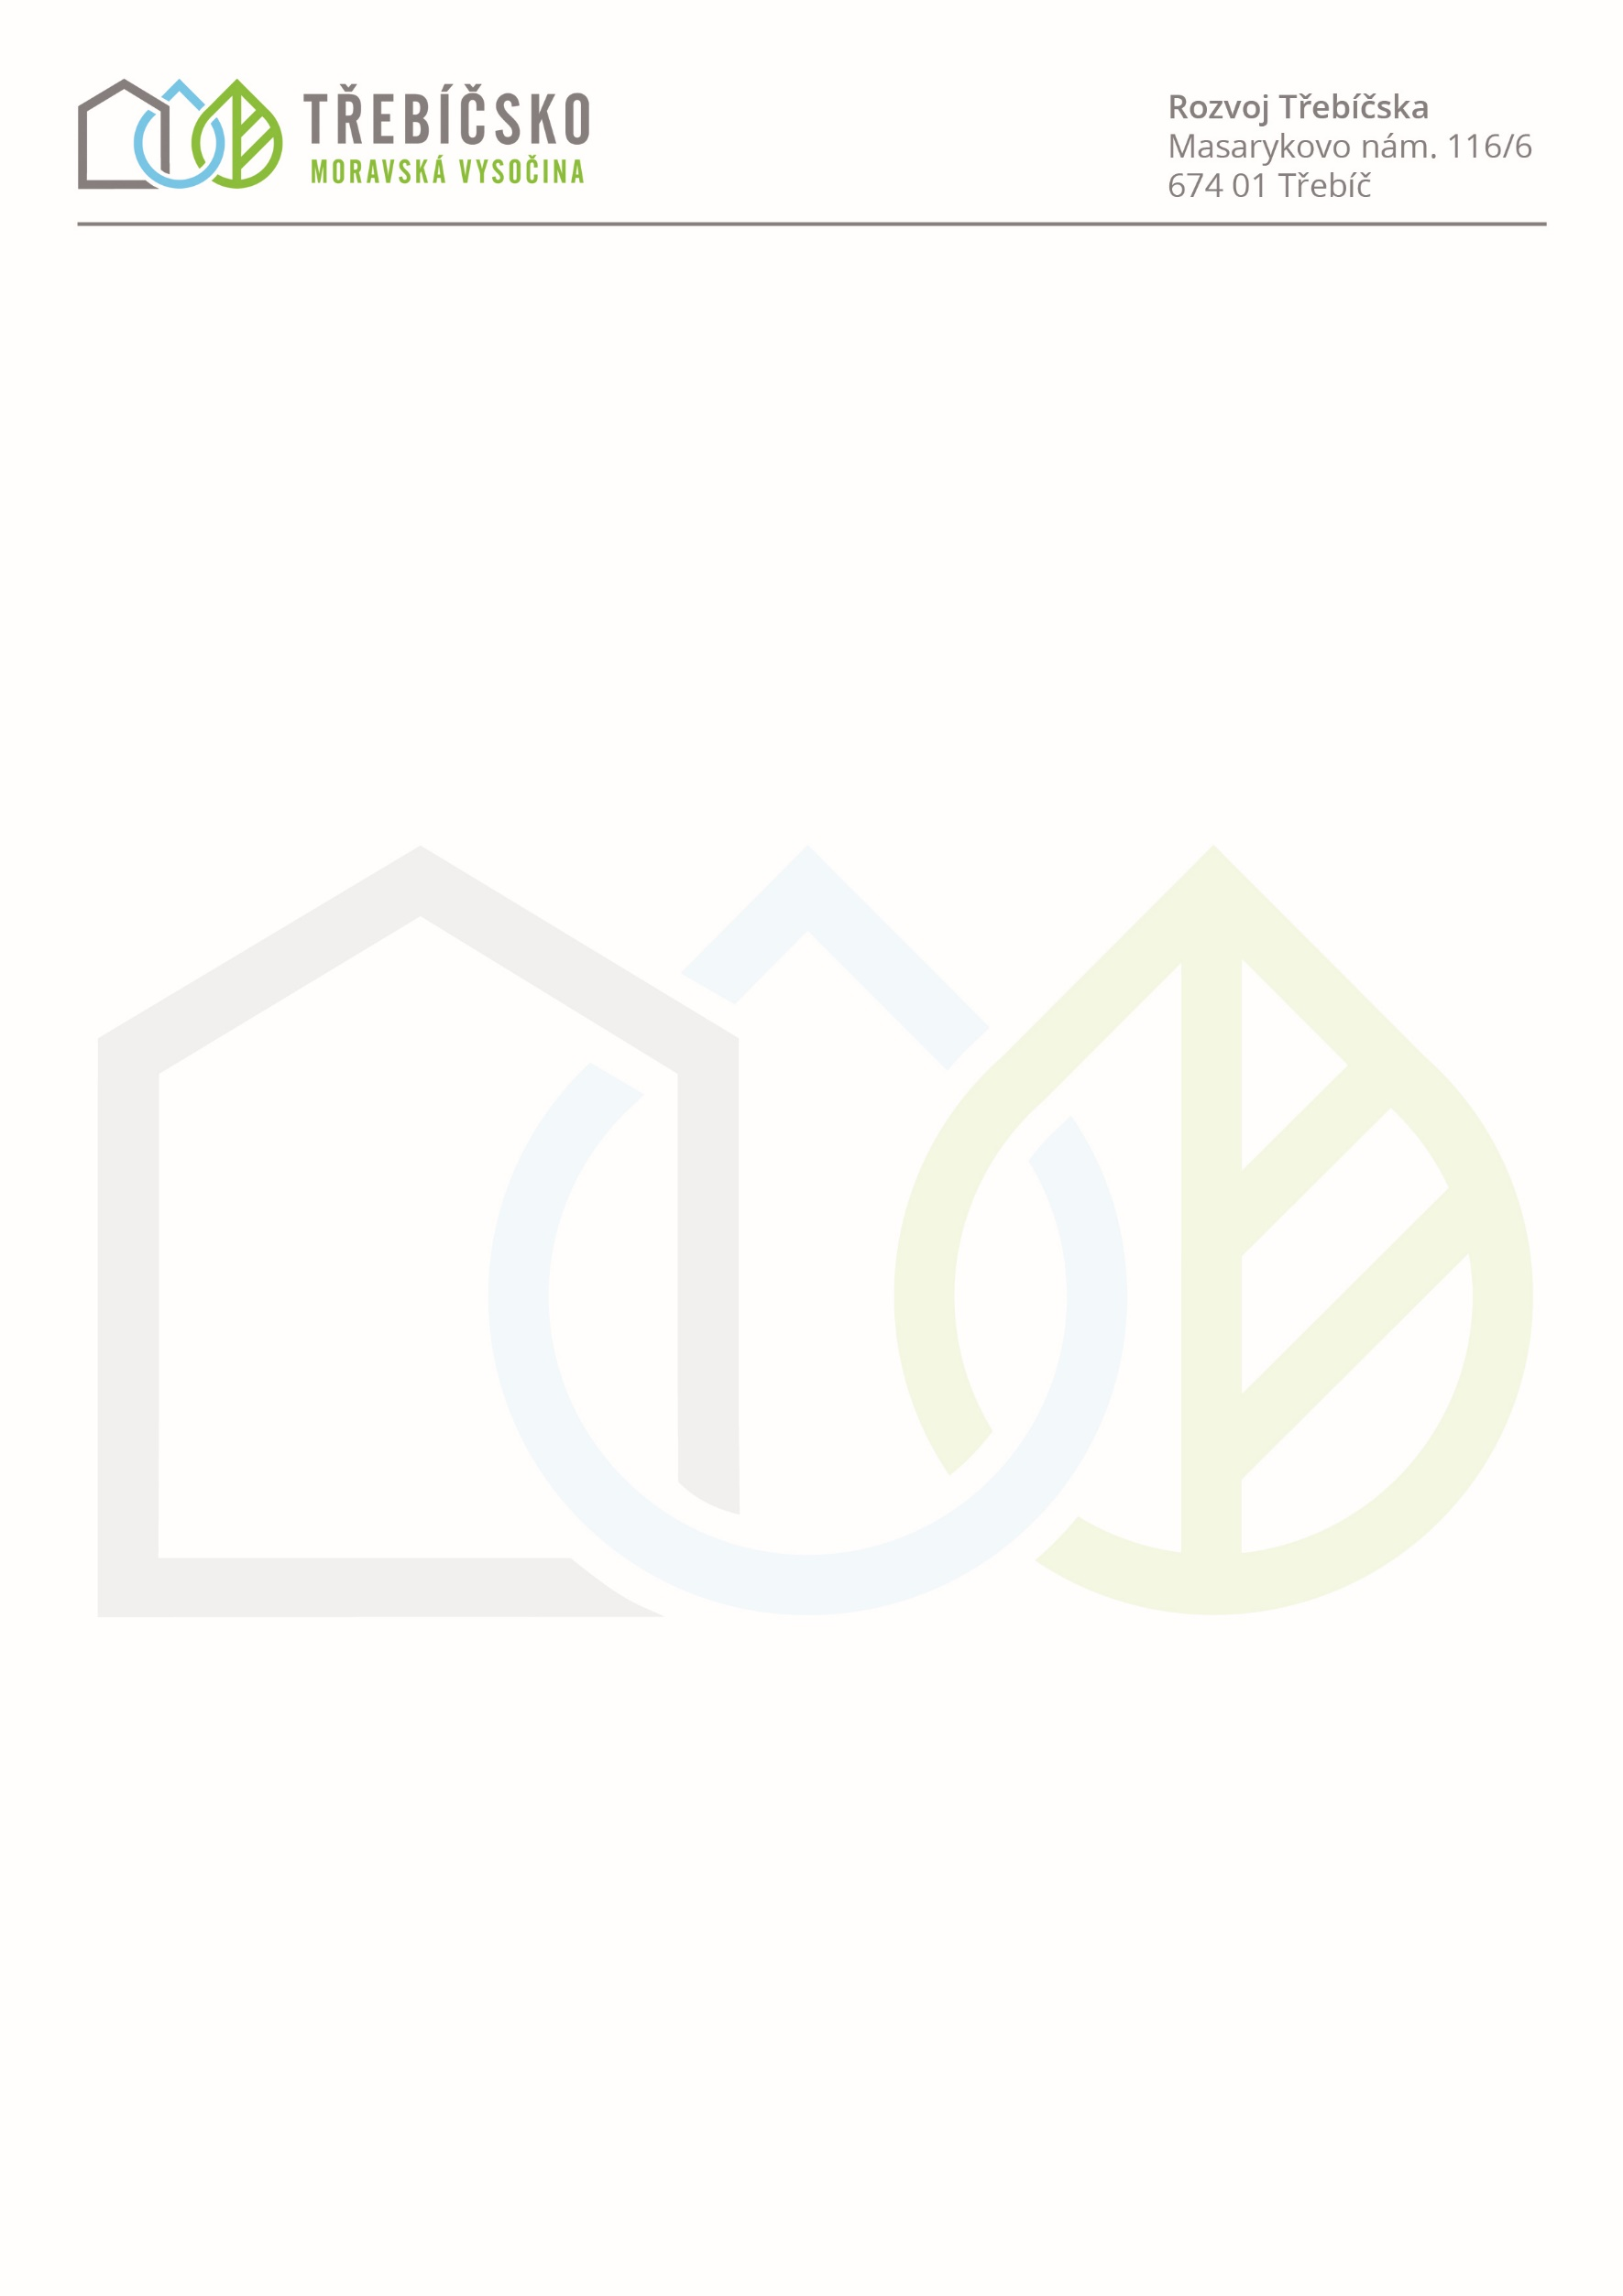 TŘEBÍČSKO
MORAVSKÁ VYSOČINA
Rozvoj Třebíčska
Masarykovo nám. 116/6
674 01 Třebíč